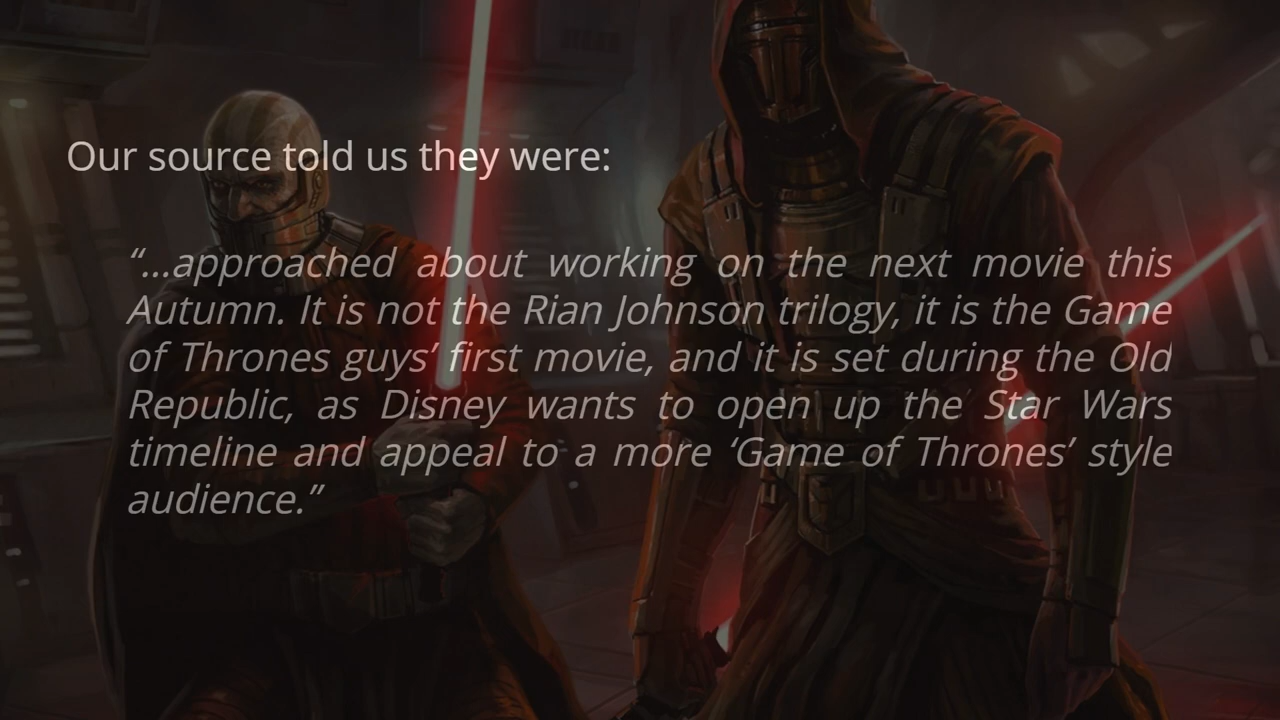 Our source told us they were:
“...approached about working on the next movie this
Autumn. It is not the Rian Johnson trilogy, it is the Game
of Thrones guys’ first movie, and it is set during the Old
Republic, as Disney wants to open up the Star Wars
timeline and appeal to a more ‘Game of Thrones’ style
audience.”